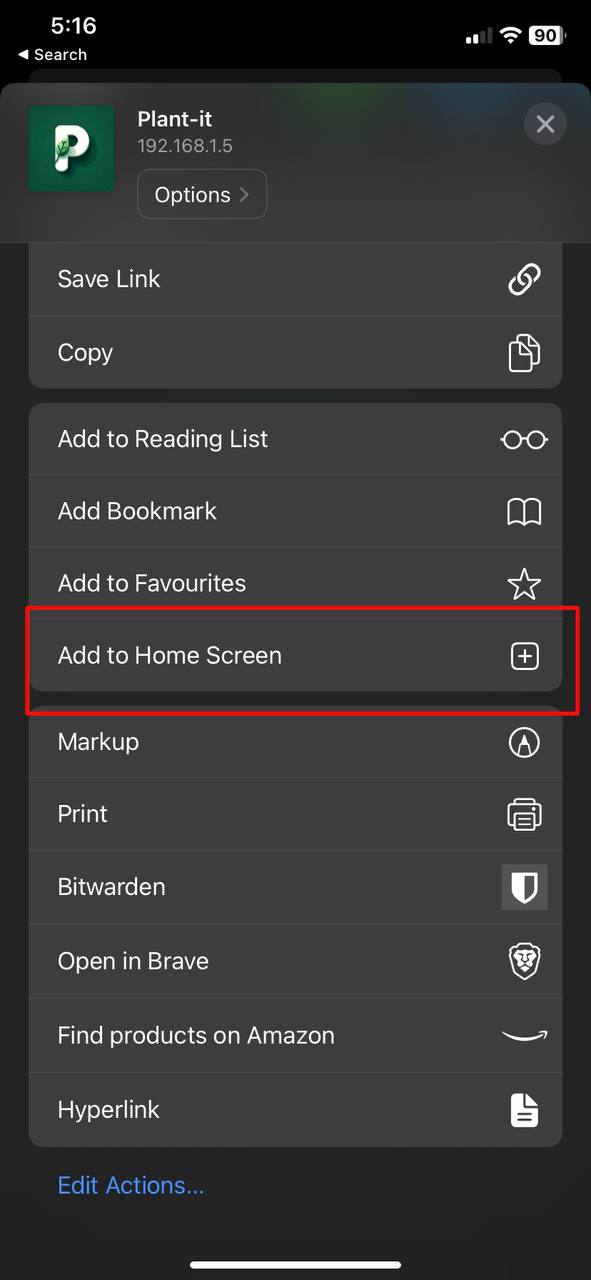 5:16
90
◀ Search
P
Plant-it
192.168.1.5
Options >
Save Link
Copy
Add to Reading List
Add Bookmark
Add to Favourites
Add to Home Screen
Markup
Print
Bitwarden
Open in Brave
Find products on Amazon
Hyperlink
Edit Actions...